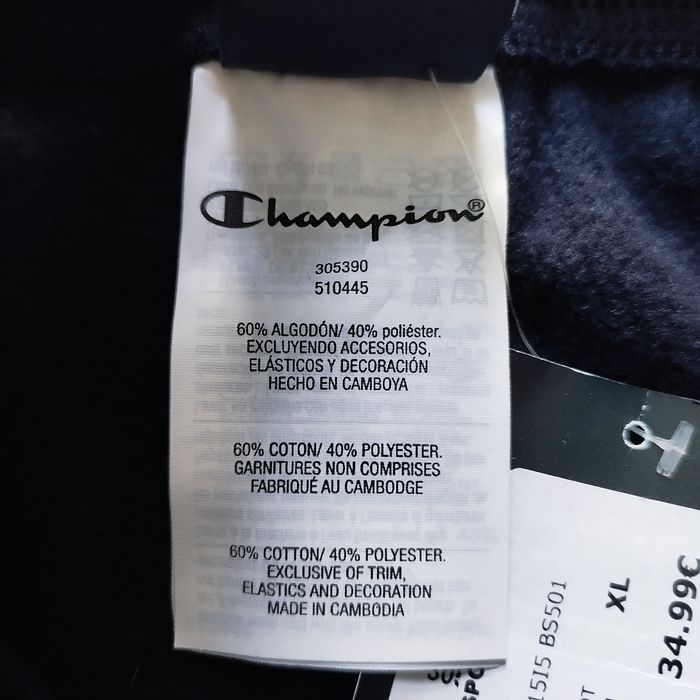 Champion®
305390
510445
60% ALGODÓN/ 40% poliéster.
EXCLUYENDO ACCESORIOS,
ELÁSTICOS Y DECORACIÓN
HECHO EN CAMBOYA
60% COTON/ 40% POLYESTER.
GARNITURES NON COMPRISES
FABRIQUÉ AU CAMBODGE
60% COTTON/ 40% POLYESTER.
EXCLUSIVE OF TRIM,
ELASTICS AND DECORATION
MADE IN CAMBODIA
1515 BS501
XL
34.99€